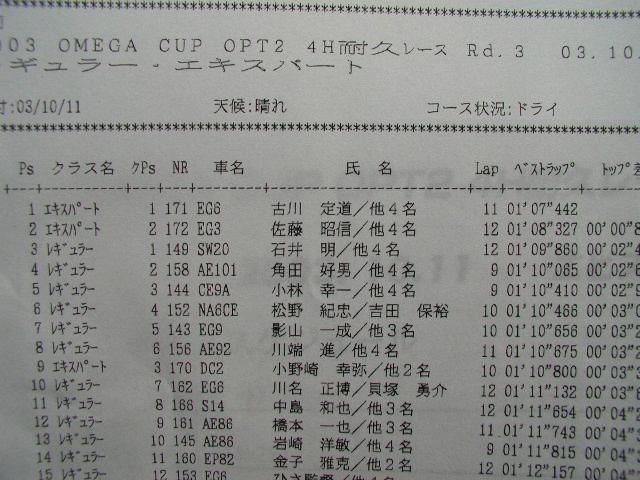 003 OMEGA CUP OPT2 4H耐久レース Rd.3 03.10.
ギュラー・エキスパート
:03/10/11 天候:晴れ コース状況:ドライ
Ps クラス名 クPs NR 車名 氏 名 Lap ベストラップ トップ差
1 エキスパート 1 171 EG6 古川 定道/他4名 11 01'07"442
2 エキスパート 2 172 EG3 佐藤 昭信/他4名 12 01'08"327 00'00"8
3 レギュラー 1 149 SW20 石井 明/他4名 12 01'09"860 00'02"4
4 レギュラー 2 158 AE101 角田 好男/他4名 9 01'10"065 00'02"6
5 レギュラー 3 144 CE9A 小林 幸一/他4名 9 01'10"410 00'02"9
6 レギュラー 4 152 NA6CE 松野 紀忠/吉田 保裕 10 01'10"466 00'03"0
7 レギュラー 5 143 EG9 影山 一成/他3名 10 01'10"656 00'03"2
8 レギュラー 6 156 AE92 川端 進/他4名 11 01'10"675 00'03"2
9 エキスパート 3 170 DC2 小野崎 幸弥/他2名 10 01'10"800 00'03"3
10 レギュラー 7 162 EG6 川名 正博/貝塚 勇介 12 01'11"132 00'03"6
11 レギュラー 8 166 S14 中島 和也/他3名 12 01'11"654 00'04"2
12 レギュラー 9 161 AE86 橋本 一也/他3名 11 01'11"743 00'04"3
13 レギュラー 10 145 AE86 岩崎 洋敏/他4名 9 01'11"815 00'04"3
14 レギュラー 11 160 EP82 金子 雅克/他2名 12 01'12"157 00'04"
15 レギュラー 12 153 EG6